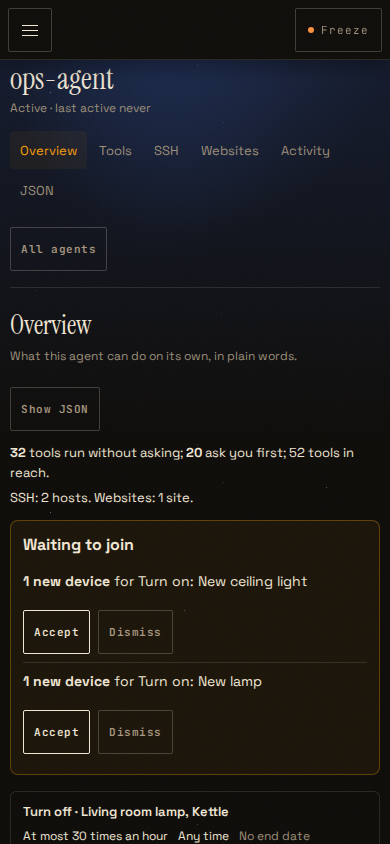 Freeze
ops-agent
Active · last active never
Overview Tools SSH Websites Activity
JSON
All agents
Overview
What this agent can do on its own, in plain words.
Show JSON
32 tools run without asking; 20 ask you first; 52 tools in
reach.
SSH: 2 hosts. Websites: 1 site.
Waiting to join
1 new device for Turn on: New ceiling light
Accept Dismiss
1 new device for Turn on: New lamp
Accept Dismiss
Turn off · Living room lamp, Kettle
At most 30 times an hour Any time No end date